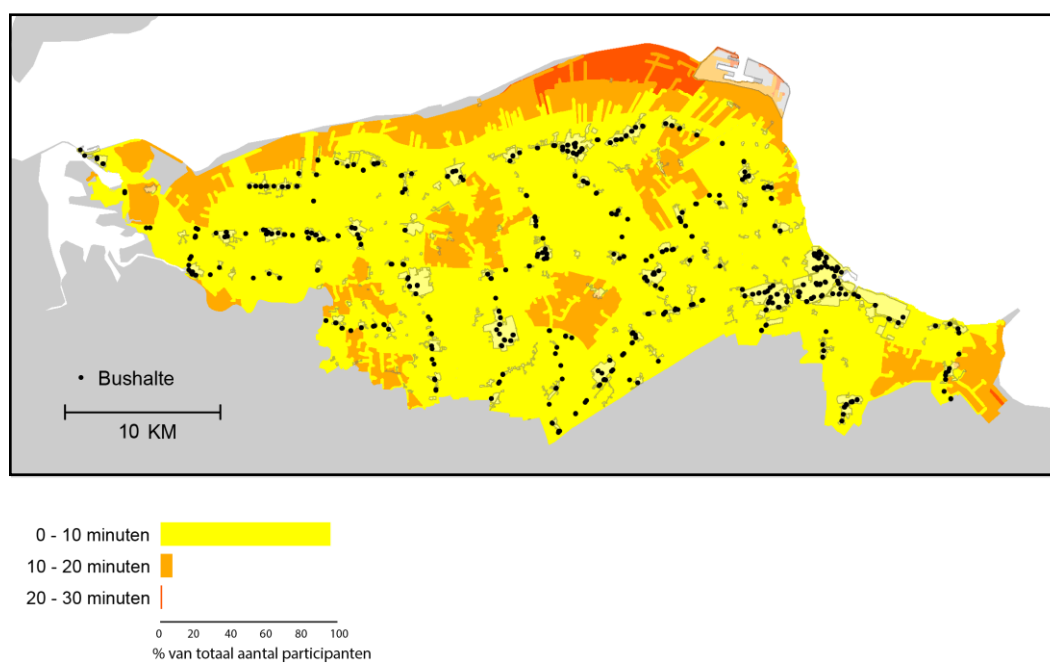 Bushalte
10 KM
0 - 10 minuten
10 - 20 minuten
20 - 30 minuten
0 20 40 60 80 100
% van totaal aantal participanten